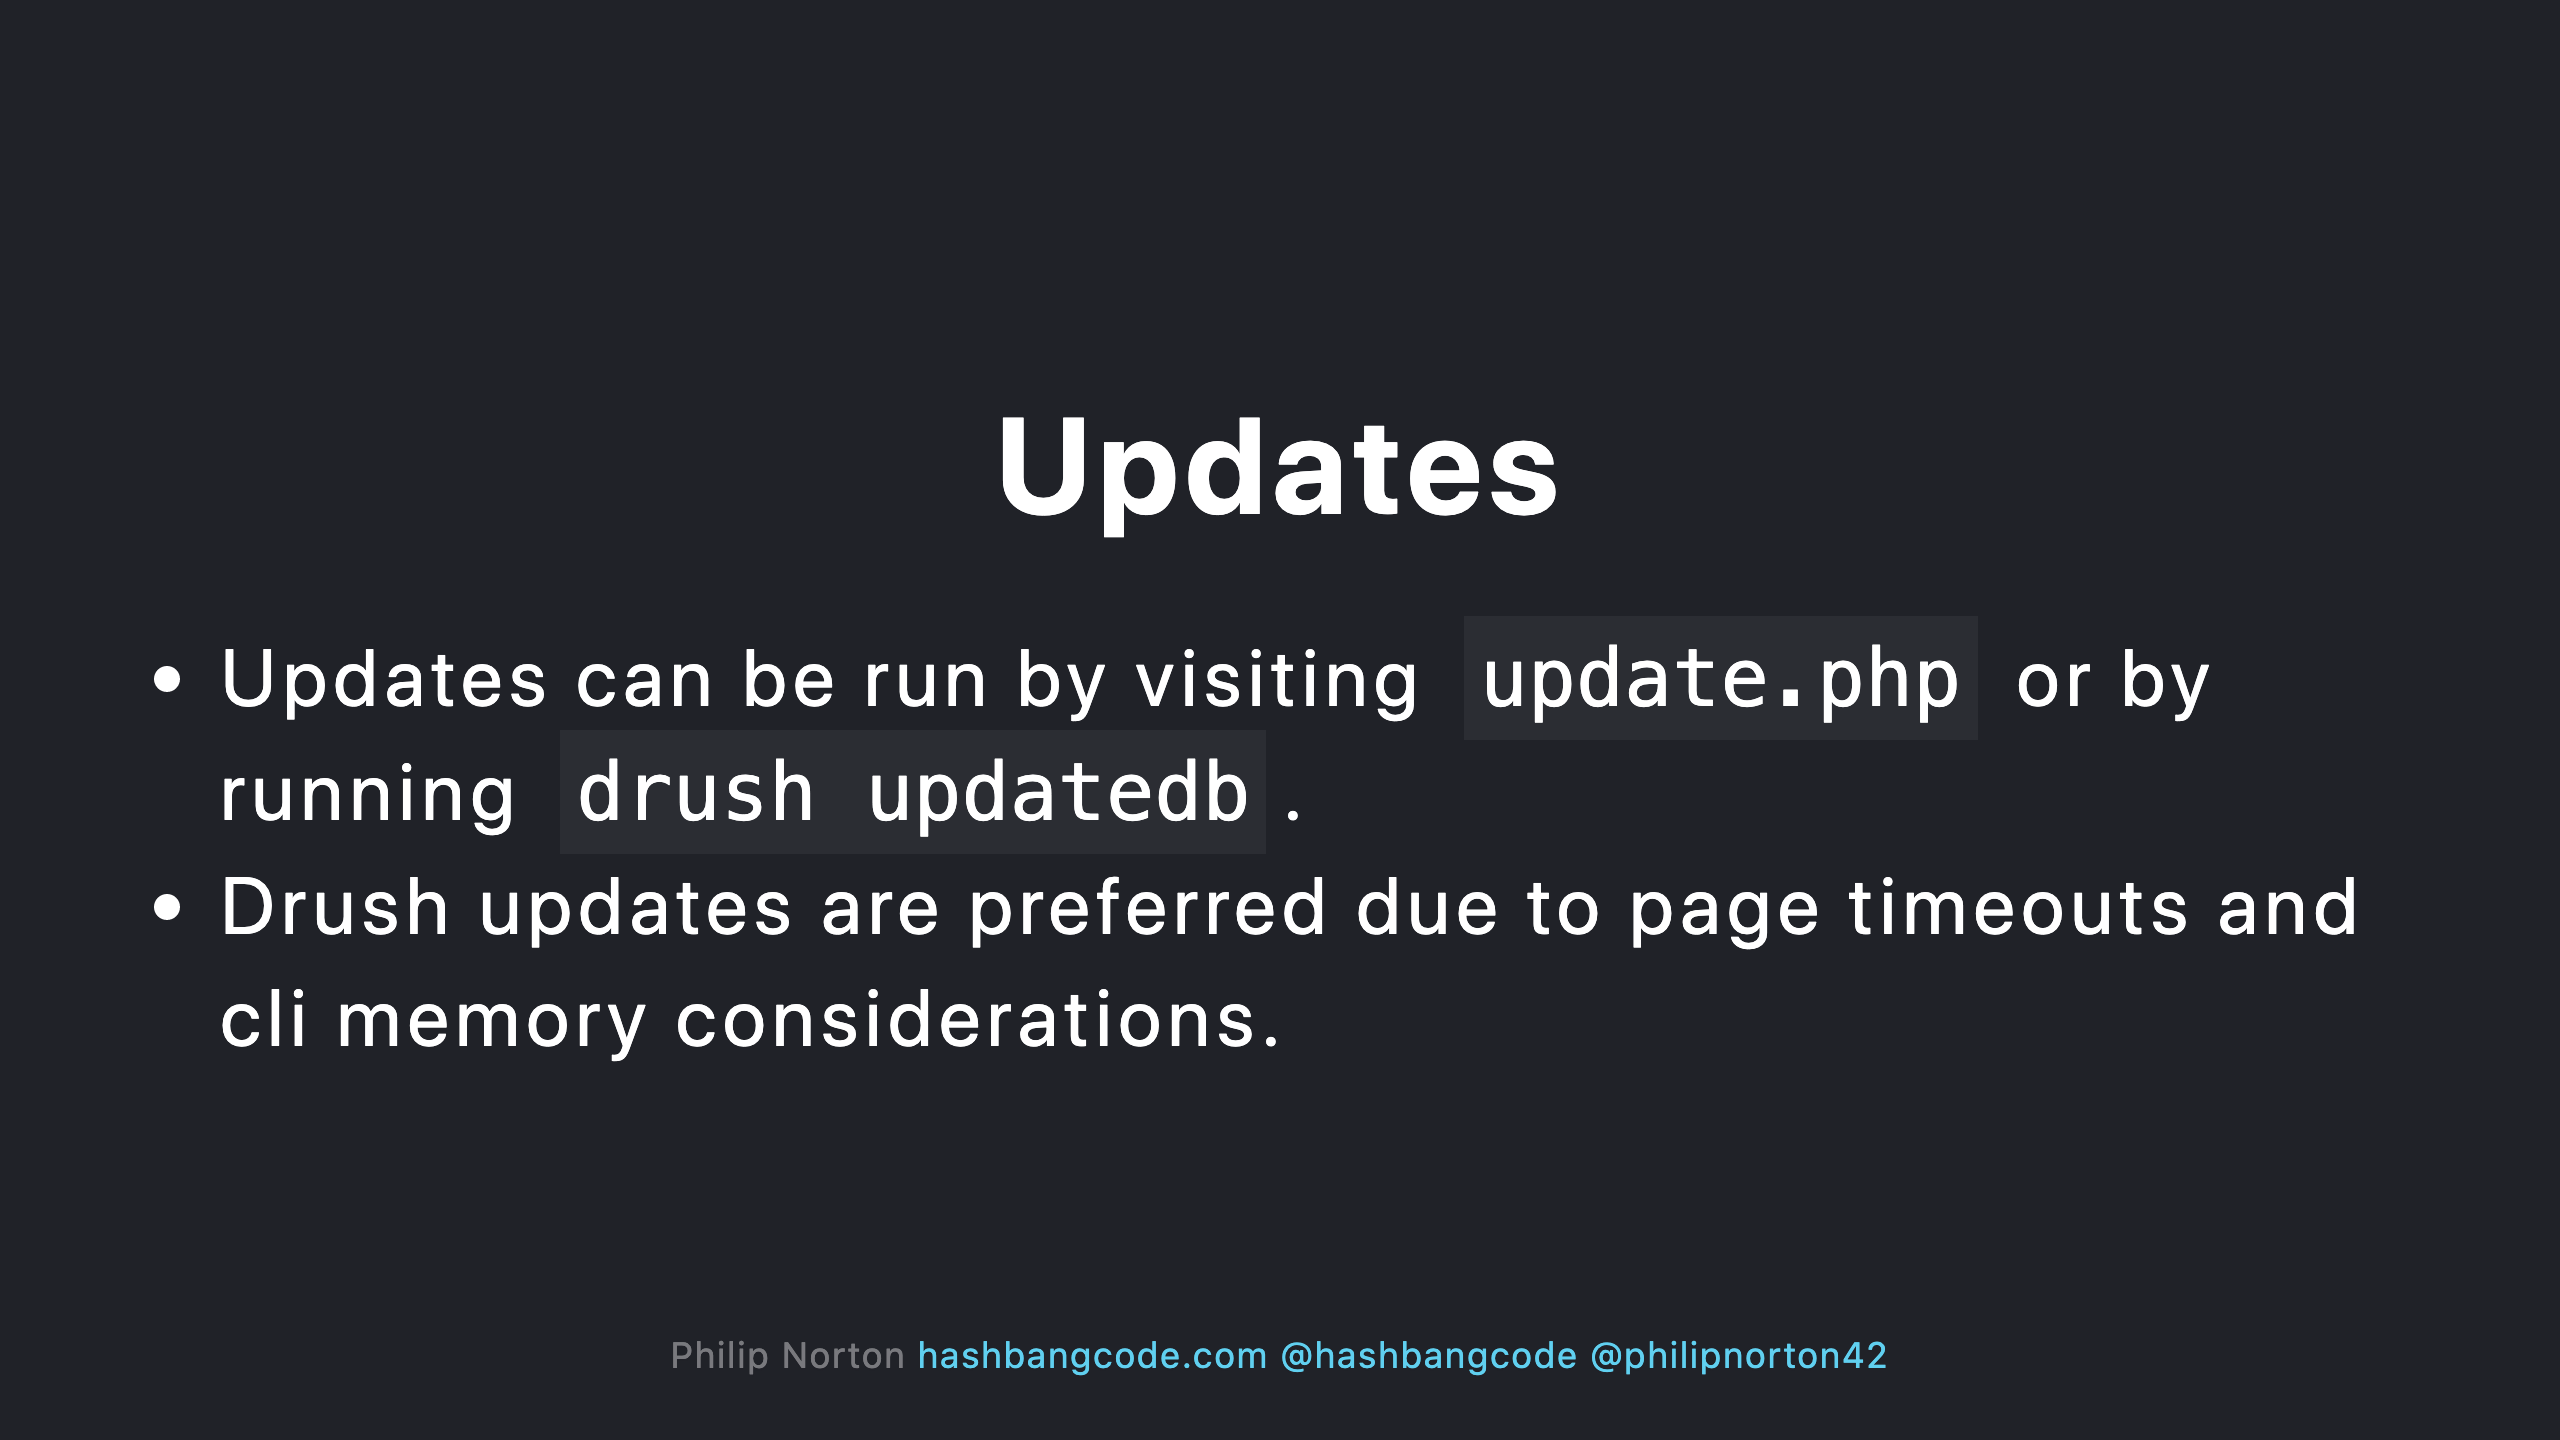 Updates
• Updates can be run by visiting update.php or by
running drush updatedb.
• Drush updates are preferred due to page timeouts and
cli memory considerations.
Philip Norton hashbangcode.com @hashbangcode @philipnorton42